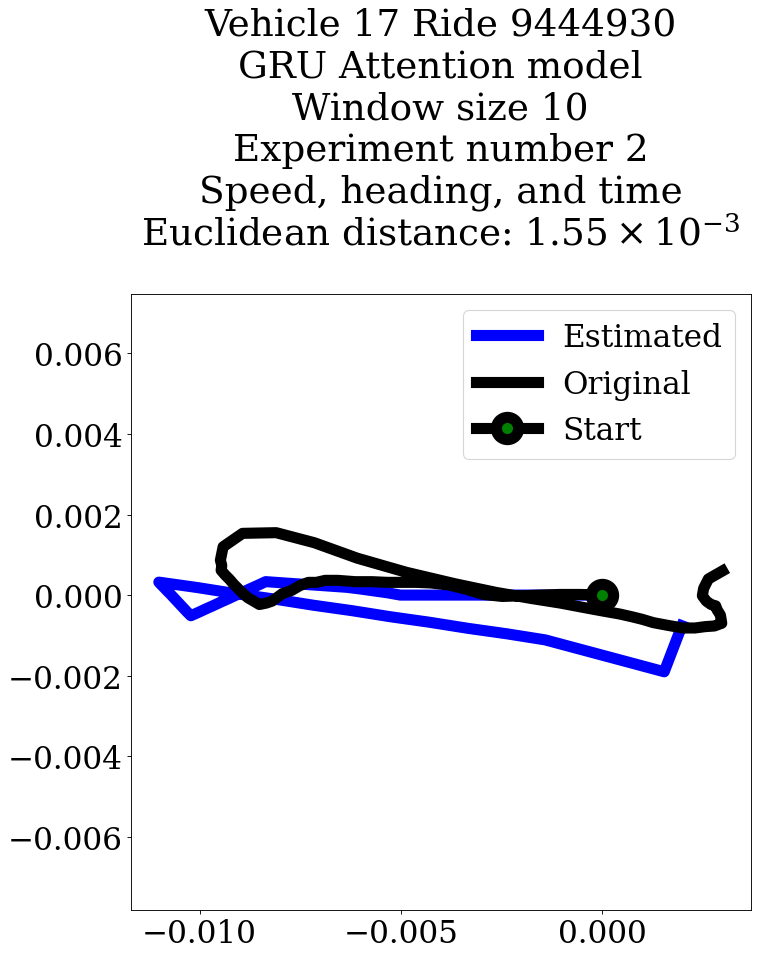 Vehicle 17 Ride 9444930
GRU Attention model
Window size 10
Experiment number 2
Speed, heading, and time
Euclidean distance: 1.55 × 10⁻³
Estimated
Original
Start
0.006
0.004
0.002
0.000
−0.002
−0.004
−0.006
−0.010
−0.005
0.000